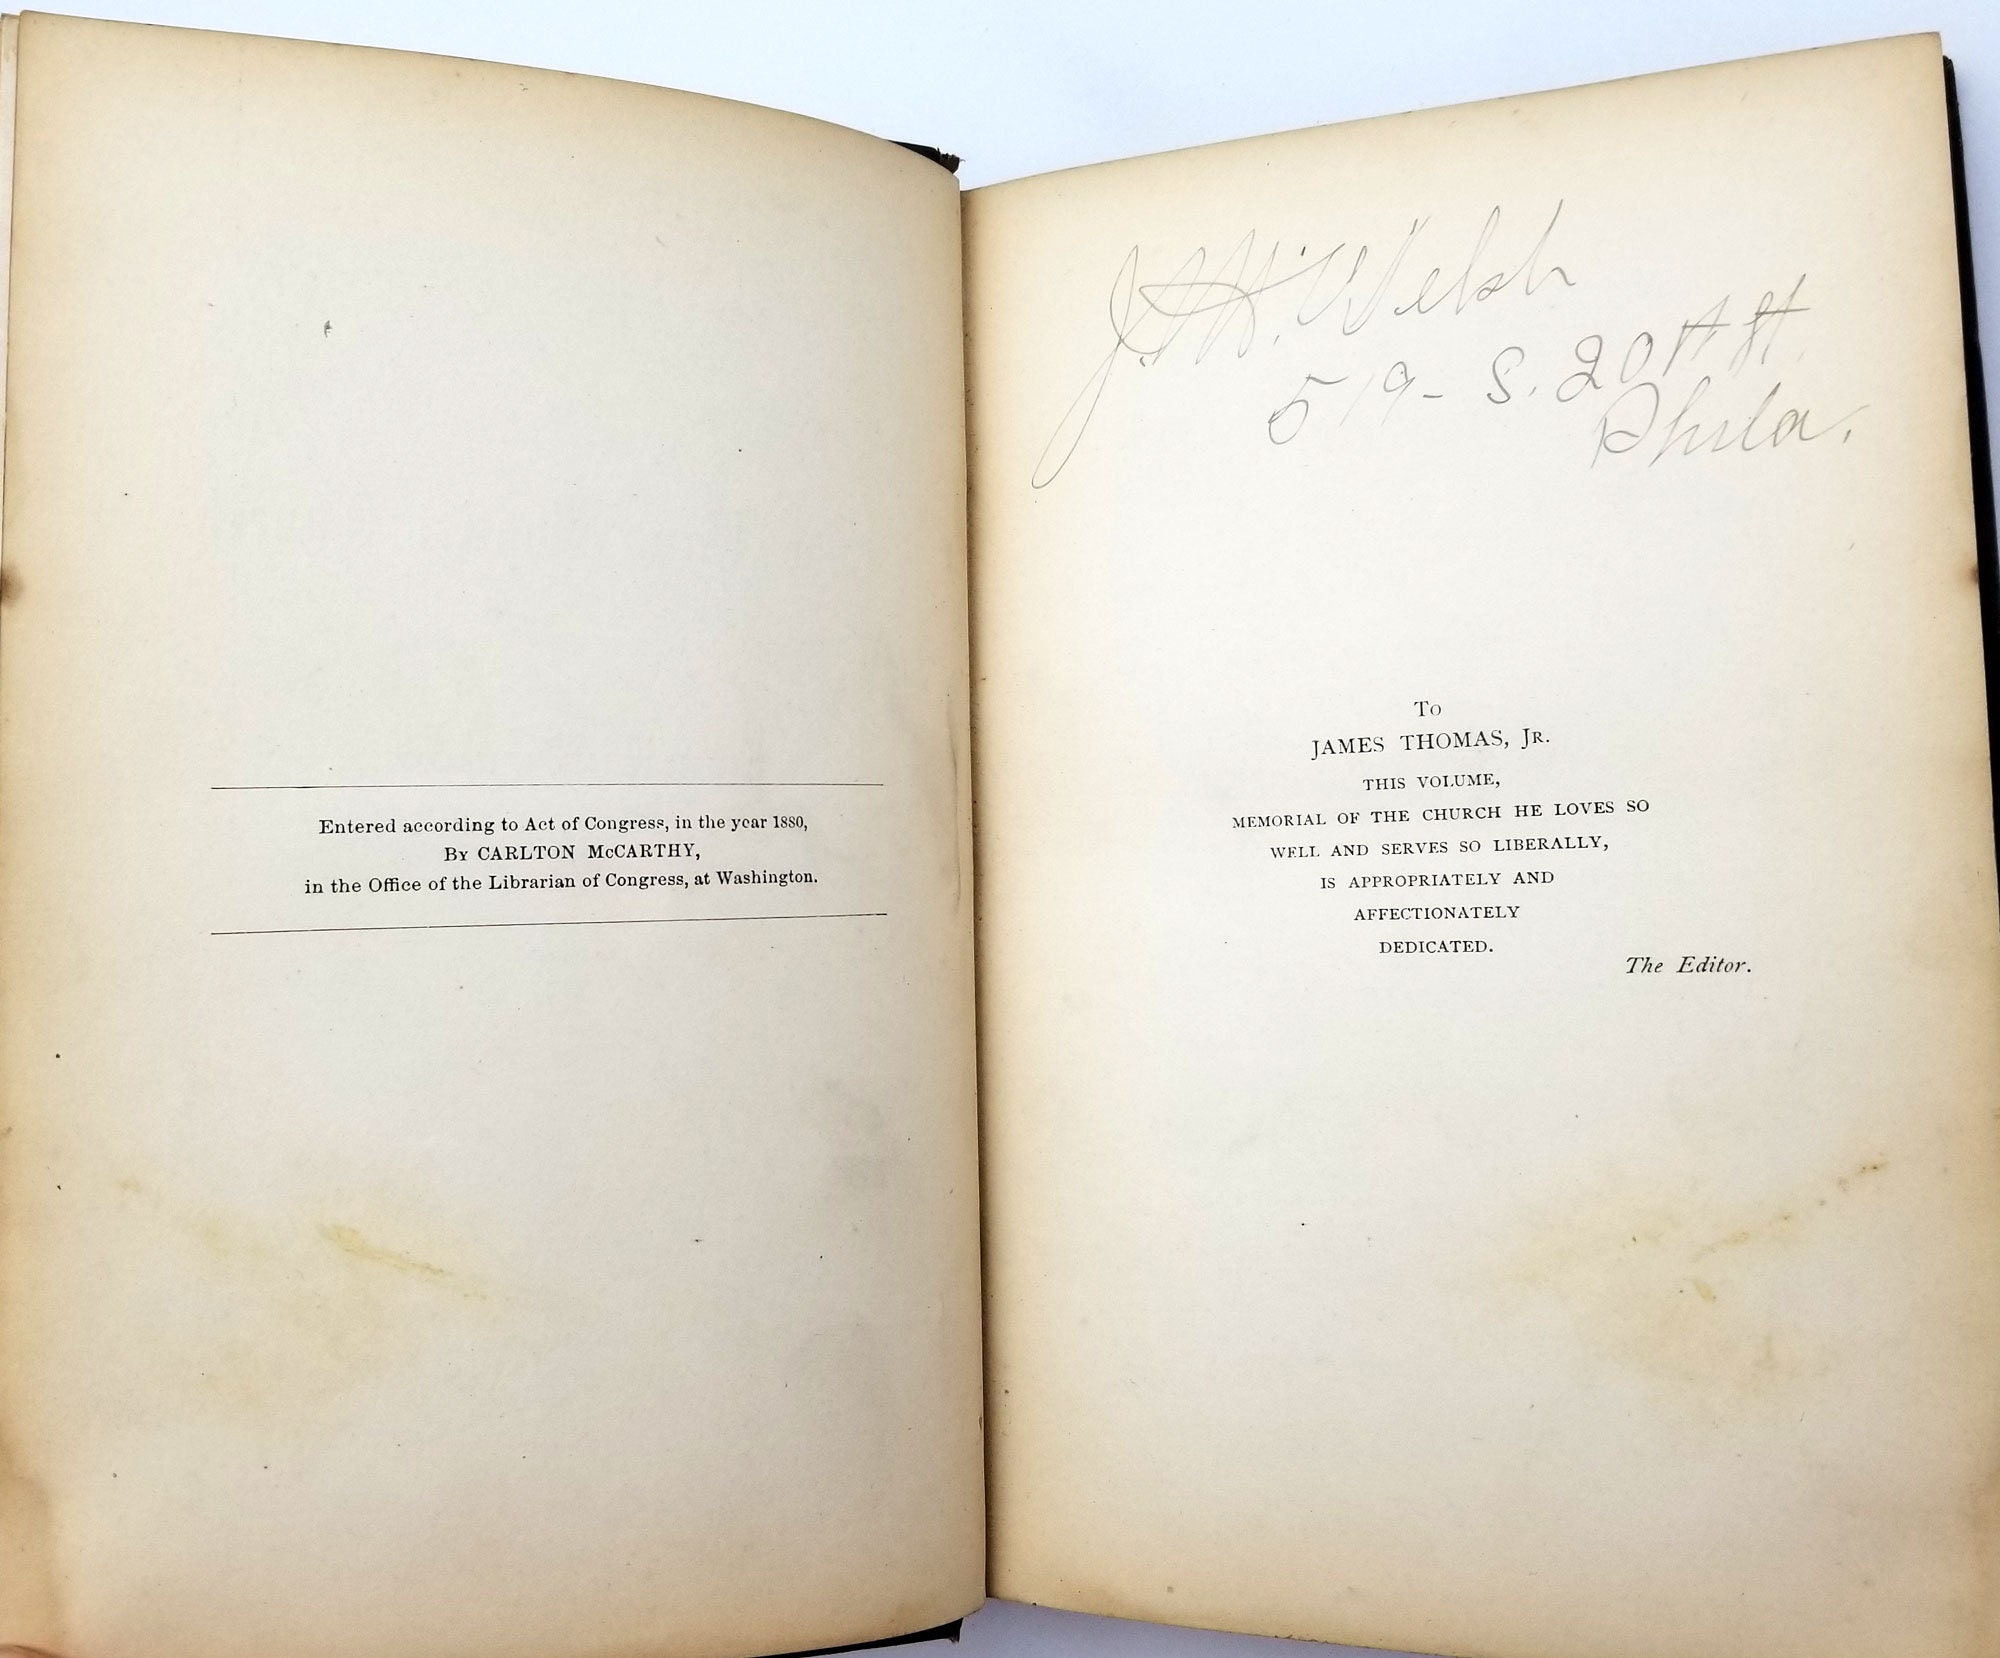 Entered according to Act of Congress, in the year 1880,
By CARLTON McCARTHY,
in the Office of the Librarian of Congress, at Washington.
Welsh
519 - S. 20th St.
Phila.
To
JAMES THOMAS, JR.
THIS VOLUME,
MEMORIAL OF THE CHURCH HE LOVES SO
WELL AND SERVES SO LIBERALLY,
IS APPROPRIATELY AND
AFFECTIONATELY
DEDICATED.
The Editor.